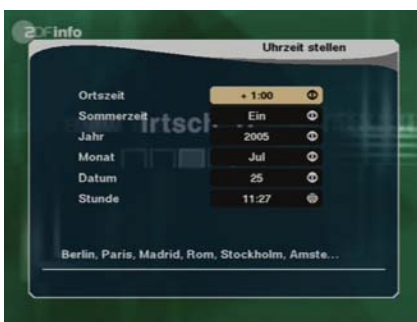 ZDFinfo
Uhrzeit stellen
Ortszeit + 1:00
Sommerzeit Ein
Jahr 2005
Monat Jul
Datum 25
Stunde 11:27
irtsch
Berlin, Paris, Madrid, Rom, Stockholm, Amste...